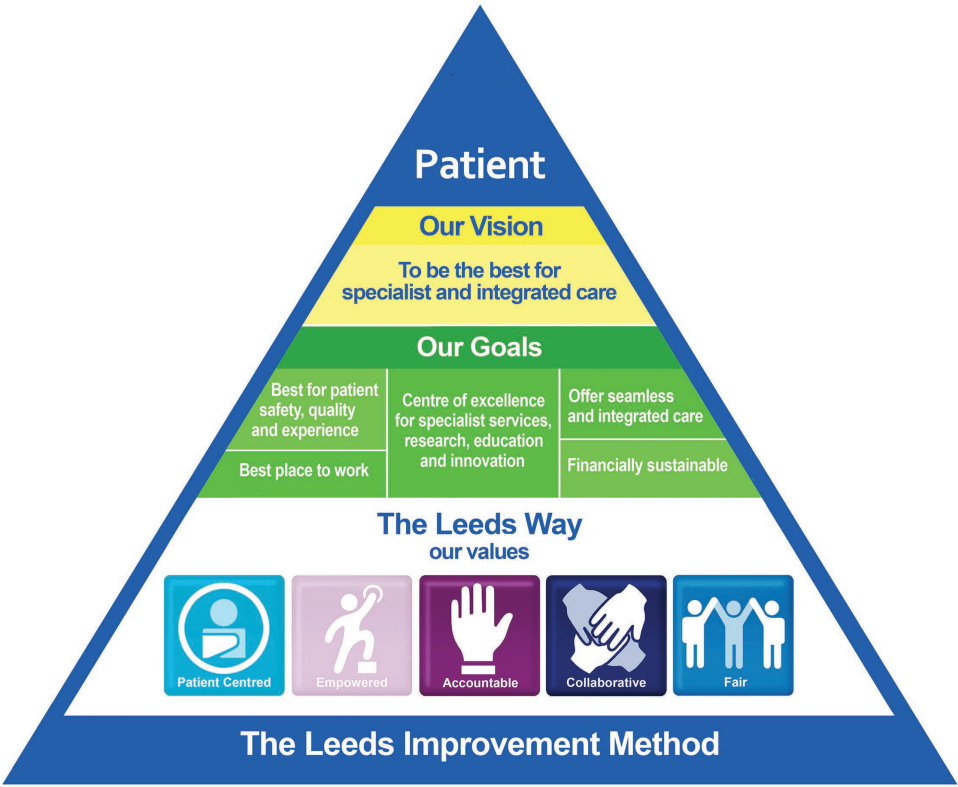 Patient
Our Vision
To be the best for
specialist and integrated care
Our Goals
Best for patient
safety, quality
and experience
Best place to work
Centre of excellence
for specialist services,
research, education
and innovation
Offer seamless
and integrated care
Financially sustainable
The Leeds Way
our values
Patient Centred
Empowered
Accountable
Collaborative
Fair
The Leeds Improvement Method